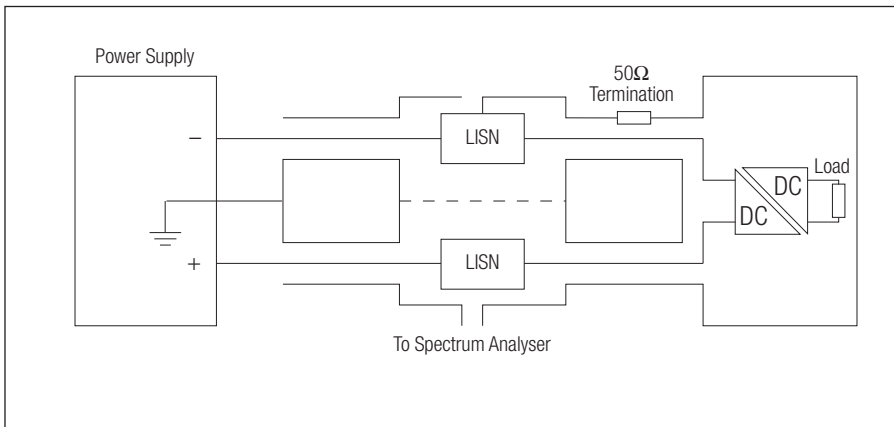 Power Supply
50Ω
Termination
−
LISN
Load
DC
DC
+
LISN
To Spectrum Analyser